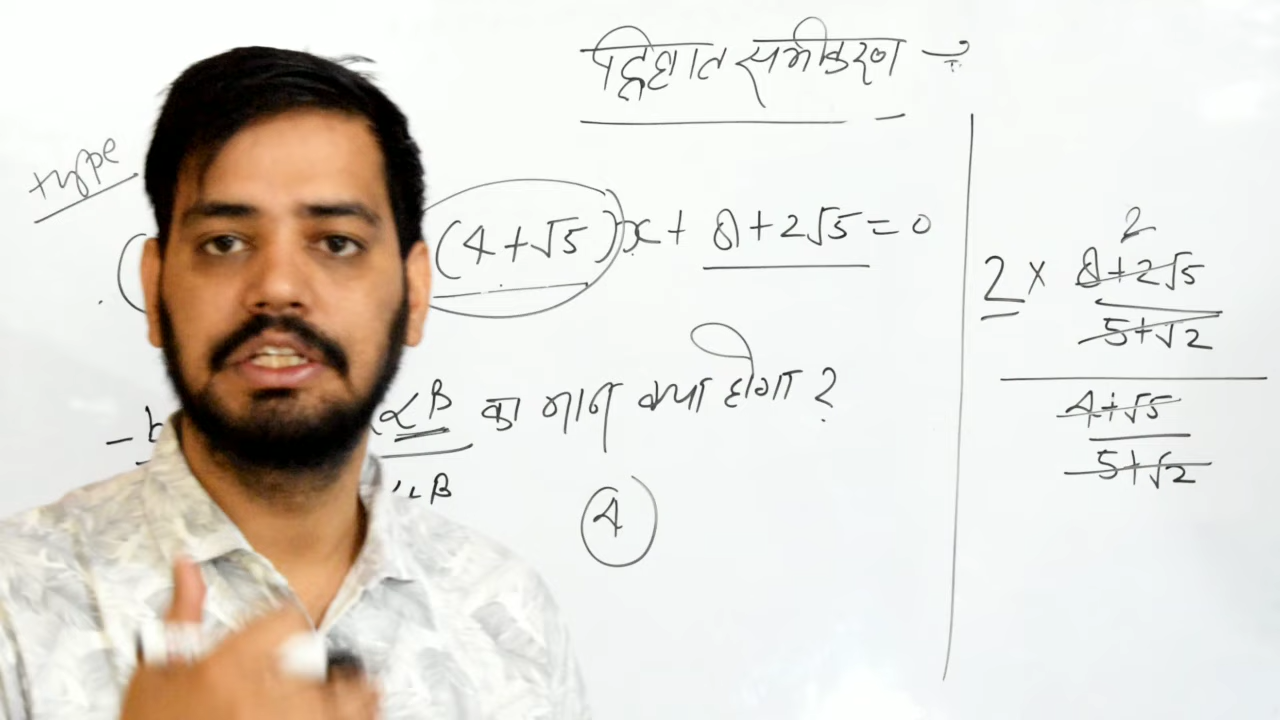 द्विघात समीकरण →
type
( (4+√5)x + 8+2√5 = 0
-b αβ का मान क्या होगा ?
β
4
2
2 × 8+2√5
5+√2
4+√5
5+√2